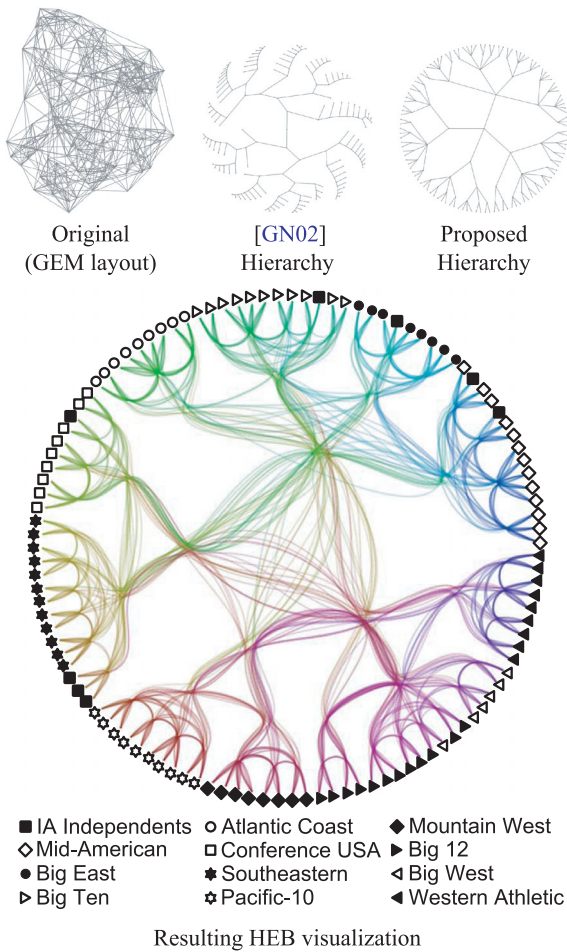 Original
(GEM layout)
[GN02]
Hierarchy
Proposed
Hierarchy
IA Independents
Atlantic Coast
Mountain West
Mid-American
Conference USA
Big 12
Big East
Southeastern
Big West
Big Ten
Pacific-10
Western Athletic
Resulting HEB visualization